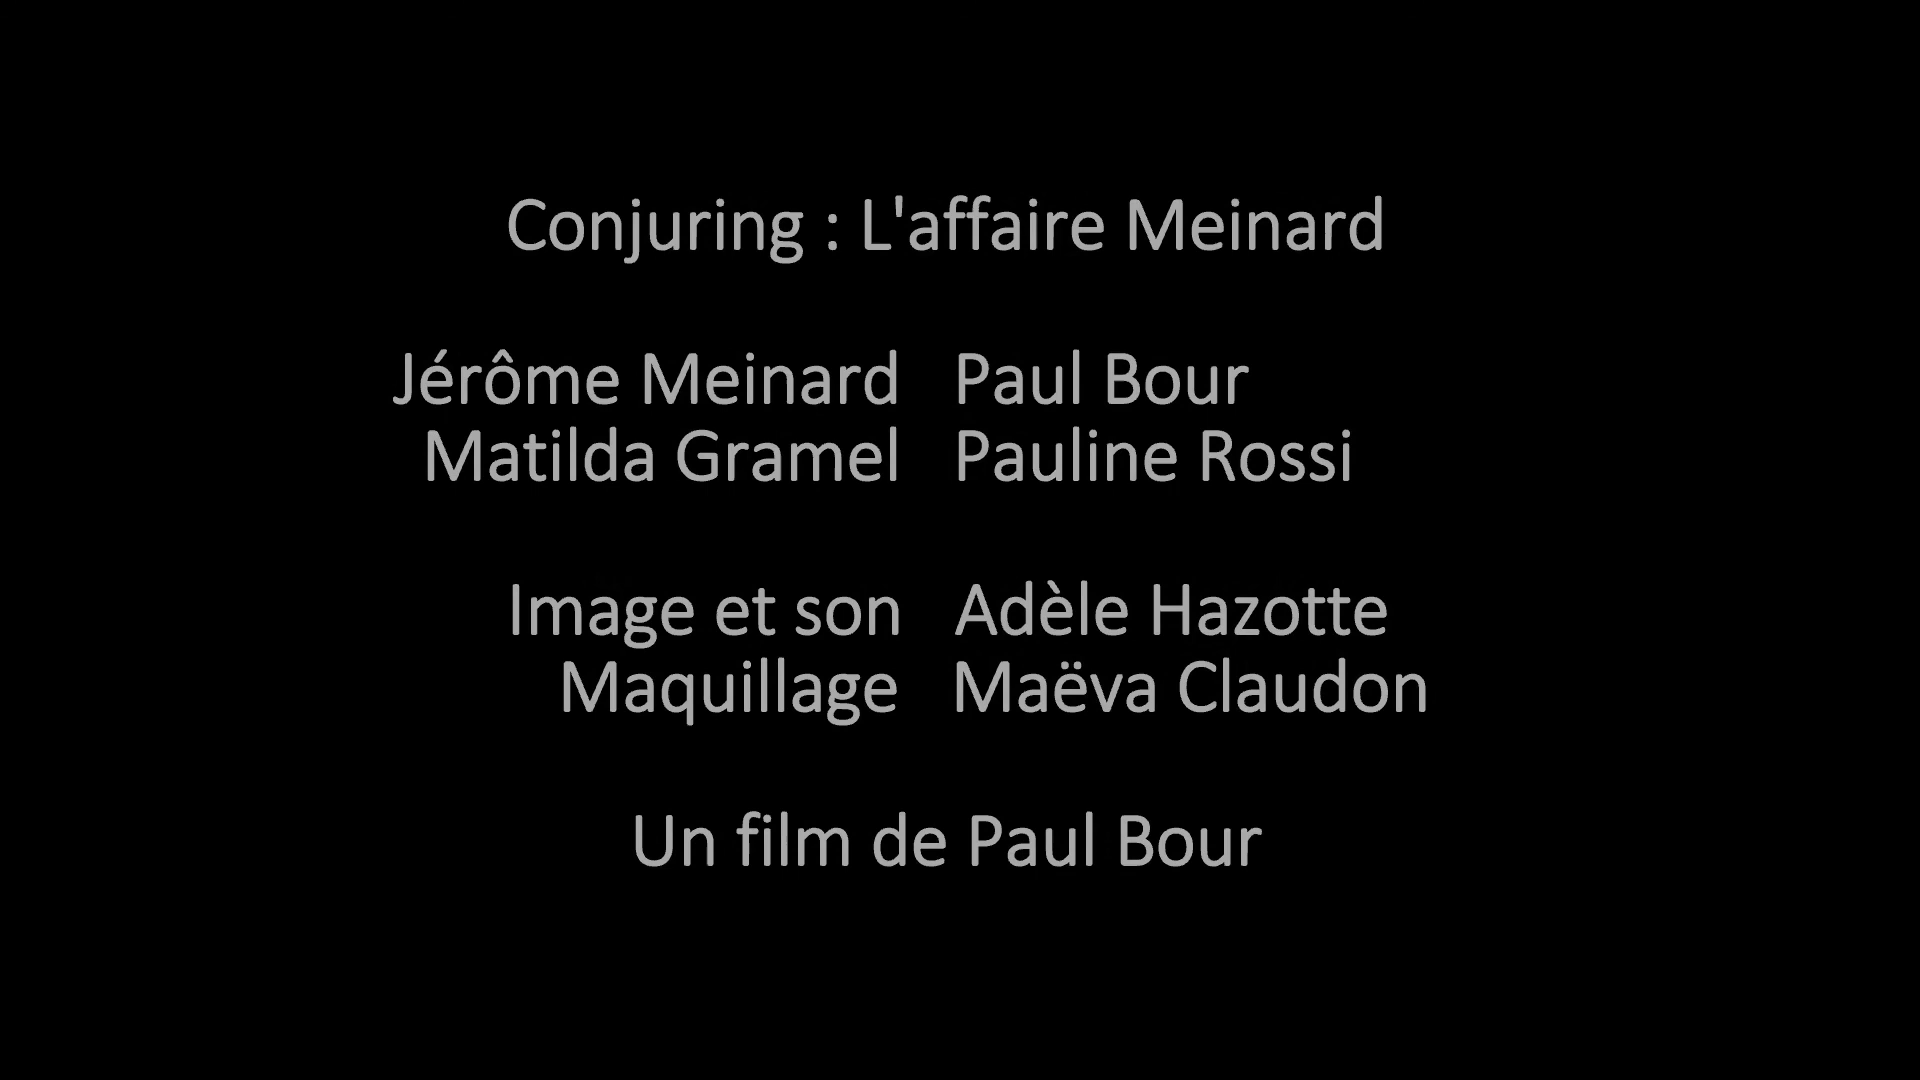 Conjuring : L'affaire Meinard
Jérôme Meinard Paul Bour
Matilda Gramel Pauline Rossi
Image et son Adèle Hazotte
Maquillage Maëva Claudon
Un film de Paul Bour